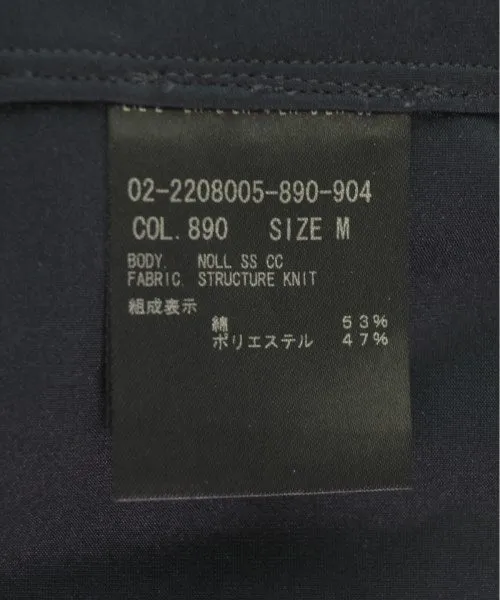 02-2208005-890-904
COL. 890 SIZE M
BODY. NOLL SS CC
FABRIC. STRUCTURE KNIT
組成表示
綿 53%
ポリエステル 47%